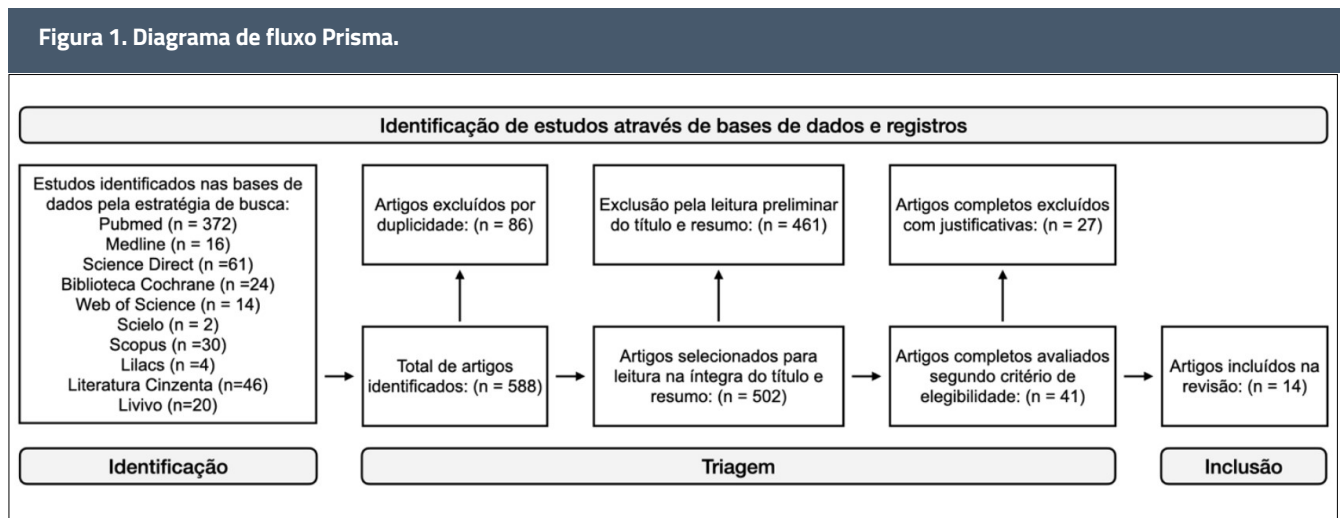 Figura 1. Diagrama de fluxo Prisma.
Identificação de estudos através de bases de dados e registros
Estudos identificados nas bases de
dados pela estratégia de busca:
Pubmed (n = 372)
Medline (n = 16)
Science Direct (n =61)
Biblioteca Cochrane (n =24)
Web of Science (n = 14)
Scielo (n = 2)
Scopus (n =30)
Lilacs (n =4)
Literatura Cinzenta (n=46)
Livivo (n=20)
Artigos excluídos por
duplicidade: (n = 86)
Exclusão pela leitura preliminar
do título e resumo: (n = 461)
Artigos completos excluídos
com justificativas: (n = 27)
Total de artigos
identificados: (n = 588)
Artigos selecionados para
leitura na íntegra do título e
resumo: (n = 502)
Artigos completos avaliados
segundo critério de
elegibilidade: (n = 41)
Artigos incluídos na
revisão: (n = 14)
Identificação
Triagem
Inclusão